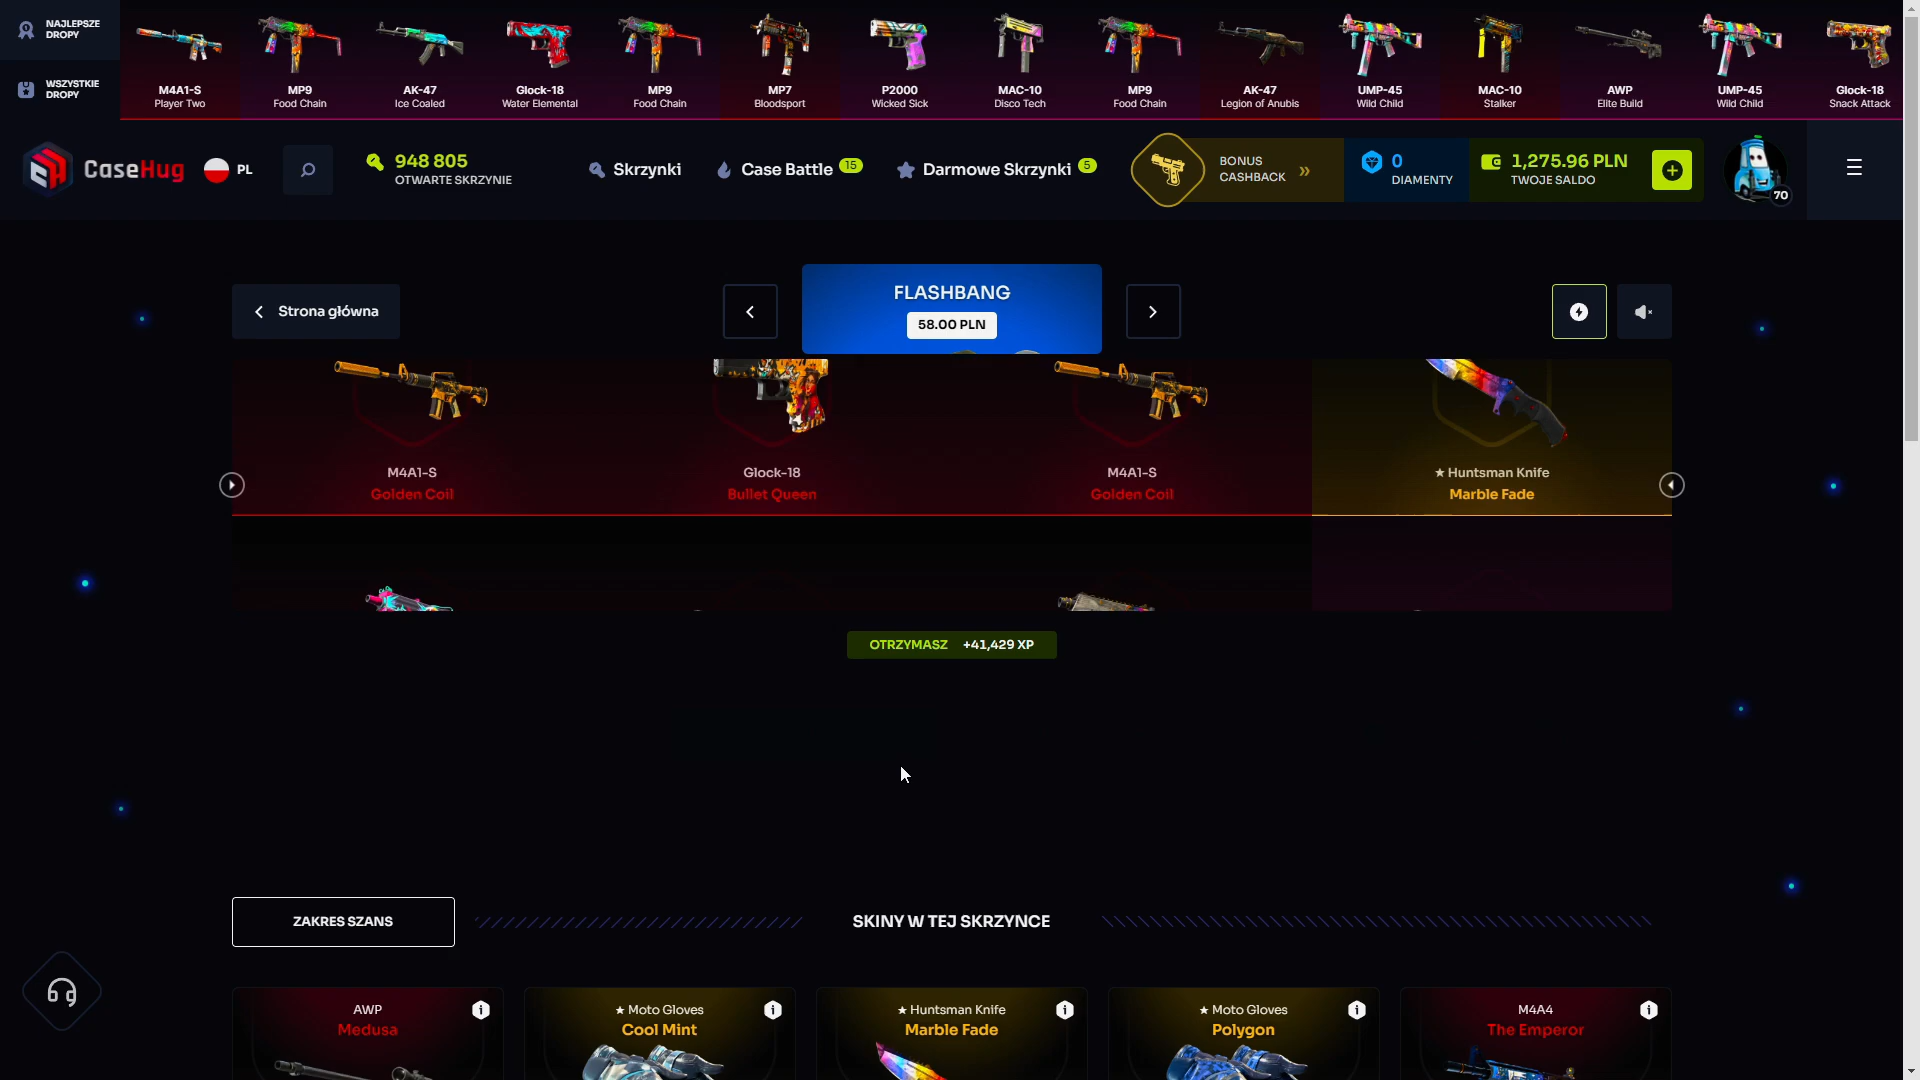 NAJLEPSZE
DROPY
WSZYSTKIE
DROPY
M4A1-S
Player Two
MP9
Food Chain
AK-47
Ice Coaled
Glock-18
Water Elemental
MP9
Food Chain
MP7
Bloodsport
P2000
Wicked Sick
MAC-10
Disco Tech
MP9
Food Chain
AK-47
Legion of Anubis
UMP-45
Wild Child
MAC-10
Stalker
AWP
Elite Build
UMP-45
Wild Child
Glock-18
Snack Attack
CaseHug
PL
948 805
OTWARTE SKRZYNIE
Skrzynki
Case Battle 15
Darmowe Skrzynki 5
BONUS
CASHBACK
0
DIAMENTY
1,275.96 PLN
TWOJE SALDO
70
Strona główna
FLASHBANG
58.00 PLN
M4A1-S
Golden Coil
Glock-18
Bullet Queen
M4A1-S
Golden Coil
★ Huntsman Knife
Marble Fade
OTRZYMASZ +41,429 XP
ZAKRES SZANS
SKINY W TEJ SKRZYNCE
AWP
Medusa
★ Moto Gloves
Cool Mint
★ Huntsman Knife
Marble Fade
★ Moto Gloves
Polygon
M4A4
The Emperor